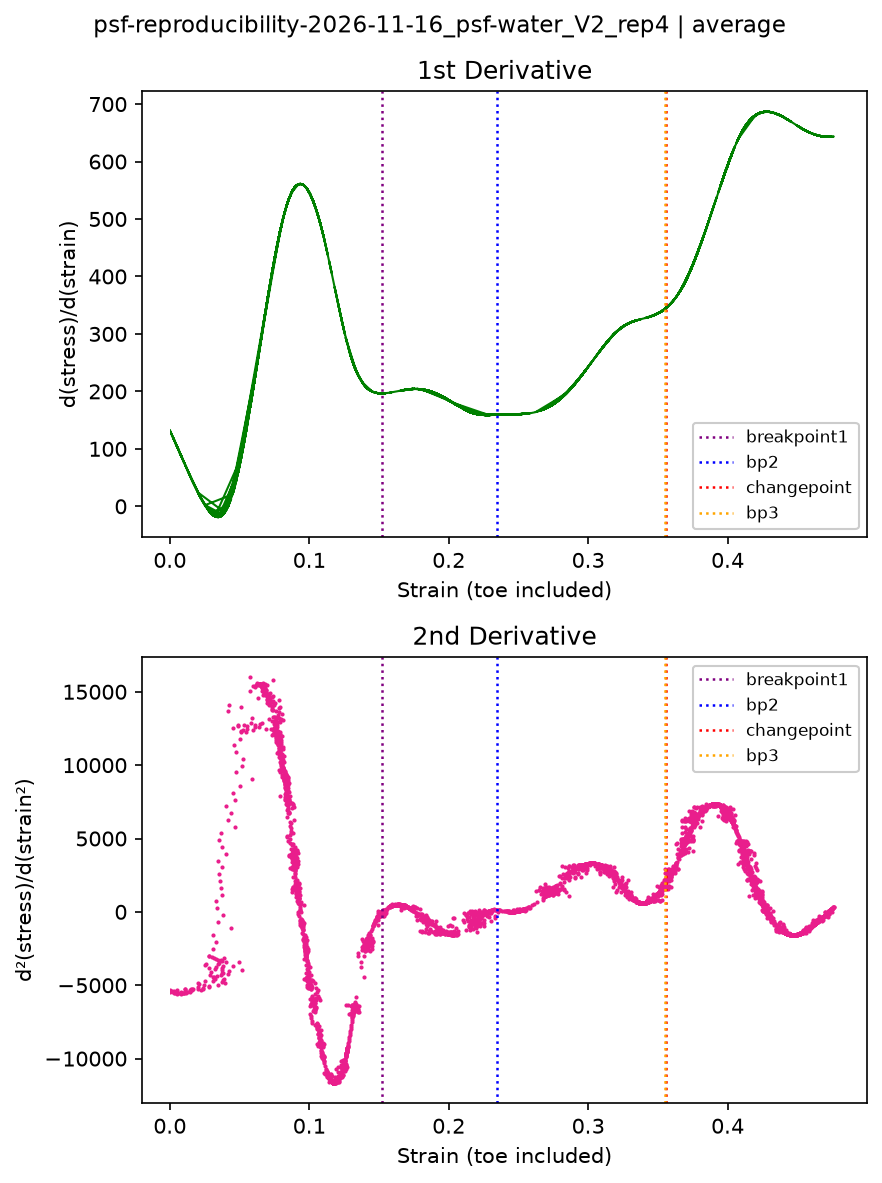 psf-reproducibility-2026-11-16_psf-water_V2_rep4 | average
1st Derivative
d(stress)/d(strain)
700
600
500
400
300
200
100
0
breakpoint1
bp2
changepoint
bp3
0.0 0.1 0.2 0.3 0.4
Strain (toe included)
2nd Derivative
d²(stress)/d(strain²)
15000
10000
5000
0
−5000
−10000
breakpoint1
bp2
changepoint
bp3
0.0 0.1 0.2 0.3 0.4
Strain (toe included)